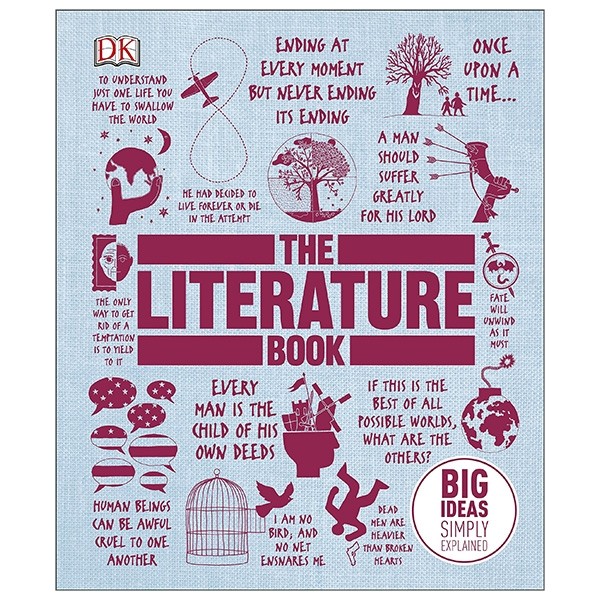 DK
TO UNDERSTAND
JUST ONE LIFE YOU
HAVE TO SWALLOW
THE WORLD
ENDING AT
EVERY MOMENT
BUT NEVER ENDING
ITS ENDING
ONCE
UPON A
TIME...
HE HAD DECIDED TO
LIVE FOREVER OR DIE
IN THE ATTEMPT
A MAN
SHOULD
SUFFER
GREATLY
FOR HIS LORD
THE
LITERATURE
BOOK
THE ONLY
WAY TO GET
RID OF A
TEMPTATION
IS TO YIELD
TO IT
FATE
WILL
UNWIND
AS IT
MUST
EVERY
MAN IS THE
CHILD OF HIS
OWN DEEDS
IF THIS IS THE
BEST OF ALL
POSSIBLE WORLDS,
WHAT ARE THE
OTHERS?
HUMAN BEINGS
CAN BE AWFUL
CRUEL TO ONE
ANOTHER
I AM NO
BIRD; AND
NO NET
ENSNARES ME
DEAD
MEN ARE
HEAVIER
THAN BROKEN
HEARTS
BIG
IDEAS
SIMPLY
EXPLAINED